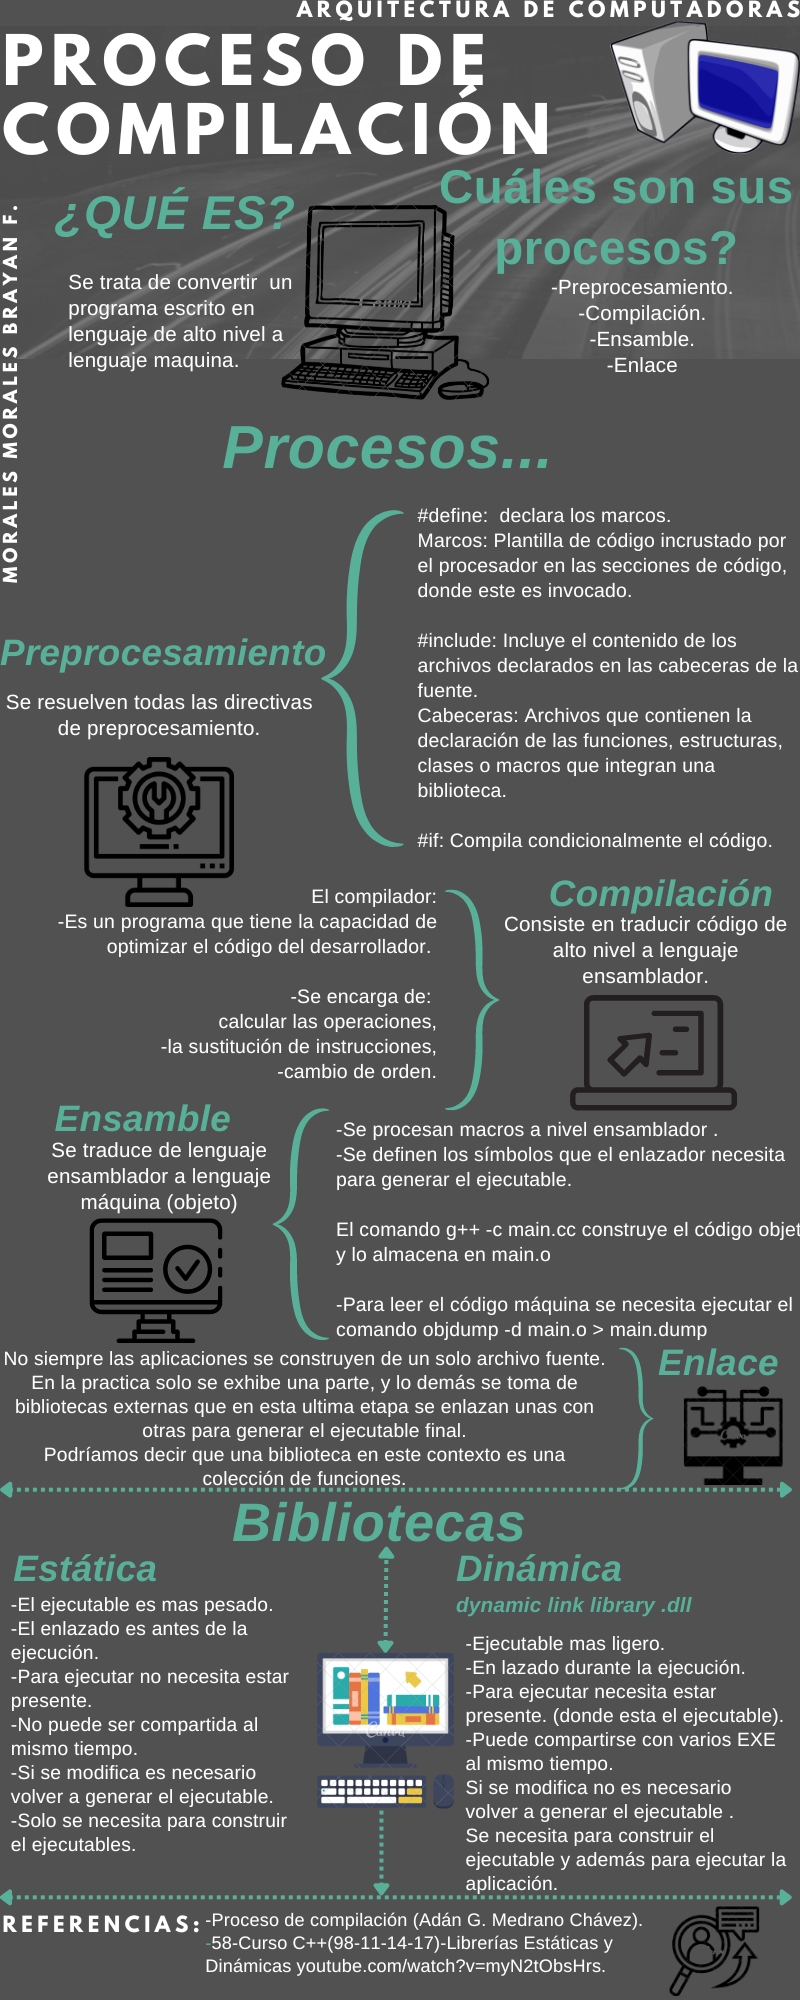 ARQUITECTURA DE COMPUTADORAS
PROCESO DE
COMPILACIÓN
MORALES MORALES BRAYAN F.
¿QUÉ ES?
Se trata de convertir un
programa escrito en
lenguaje de alto nivel a
lenguaje maquina.
Cuáles son sus
procesos?
-Preprocesamiento.
-Compilación.
-Ensamble.
-Enlace
Procesos...
Preprocesamiento
Se resuelven todas las directivas
de preprocesamiento.
#define: declara los marcos.
Marcos: Plantilla de código incrustado por
el procesador en las secciones de código,
donde este es invocado.
#include: Incluye el contenido de los
archivos declarados en las cabeceras de la
fuente.
Cabeceras: Archivos que contienen la
declaración de las funciones, estructuras,
clases o macros que integran una
biblioteca.
#if: Compila condicionalmente el código.
Compilación
Consiste en traducir código de
alto nivel a lenguaje
ensamblador.
El compilador:
-Es un programa que tiene la capacidad de
optimizar el código del desarrollador.
-Se encarga de:
calcular las operaciones,
-la sustitución de instrucciones,
-cambio de orden.
Ensamble
Se traduce de lenguaje
ensamblador a lenguaje
máquina (objeto)
-Se procesan macros a nivel ensamblador .
-Se definen los símbolos que el enlazador necesita
para generar el ejecutable.
El comando g++ -c main.cc construye el código objet
y lo almacena en main.o
-Para leer el código máquina se necesita ejecutar el
comando objdump -d main.o > main.dump
Enlace
No siempre las aplicaciones se construyen de un solo archivo fuente.
En la practica solo se exhibe una parte, y lo demás se toma de
bibliotecas externas que en esta ultima etapa se enlazan unas con
otras para generar el ejecutable final.
Podríamos decir que una biblioteca en este contexto es una
colección de funciones.
Bibliotecas
Estática
-El ejecutable es mas pesado.
-El enlazado es antes de la
ejecución.
-Para ejecutar no necesita estar
presente.
-No puede ser compartida al
mismo tiempo.
-Si se modifica es necesario
volver a generar el ejecutable.
-Solo se necesita para construir
el ejecutables.
Canva
Dinámica
dynamic link library .dll
-Ejecutable mas ligero.
-En lazado durante la ejecución.
-Para ejecutar necesita estar
presente. (donde esta el ejecutable).
-Puede compartirse con varios EXE
al mismo tiempo.
Si se modifica no es necesario
volver a generar el ejecutable .
Se necesita para construir el
ejecutable y además para ejecutar la
aplicación.
REFERENCIAS:
-Proceso de compilación (Adán G. Medrano Chávez).
-58-Curso C++(98-11-14-17)-Librerías Estáticas y
Dinámicas youtube.com/watch?v=myN2tObsHrs.